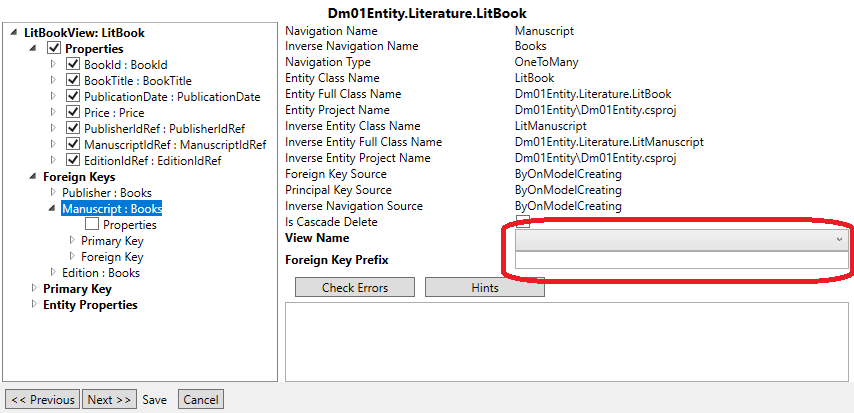 Dm01Entity.Literature.LitBook
LitBookView: LitBook
Properties
BookId : BookId
BookTitle : BookTitle
PublicationDate : PublicationDate
Price : Price
PublisherIdRef : PublisherIdRef
ManuscriptIdRef : ManuscriptIdRef
EditionIdRef : EditionIdRef
Foreign Keys
Publisher : Books
Manuscript : Books
Properties
Primary Key
Foreign Key
Edition : Books
Primary Key
Entity Properties
Navigation Name Manuscript
Inverse Navigation Name Books
Navigation Type OneToMany
Entity Class Name LitBook
Entity Full Class Name Dm01Entity.Literature.LitBook
Entity Project Name Dm01Entity\Dm01Entity.csproj
Inverse Entity Class Name LitManuscript
Inverse Entity Full Class Name Dm01Entity.Literature.LitManuscript
Inverse Entity Project Name Dm01Entity\Dm01Entity.csproj
Foreign Key Source ByOnModelCreating
Principal Key Source ByOnModelCreating
Inverse Navigation Source ByOnModelCreating
Is Cascade Delete
View Name
Foreign Key Prefix
Check Errors Hints
<< Previous Next >> Save Cancel